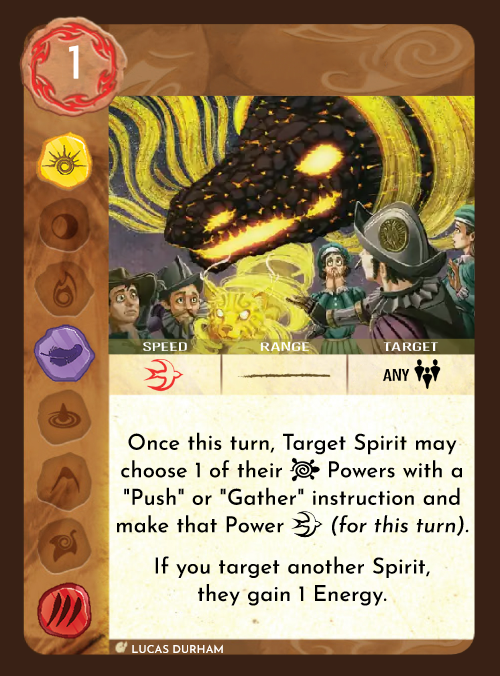 1
SPEED RANGE TARGET
ANY
Once this turn, Target Spirit may
choose 1 of their Powers with a
"Push" or "Gather" instruction and
make that Power (for this turn).
If you target another Spirit,
they gain 1 Energy.
LUCAS DURHAM